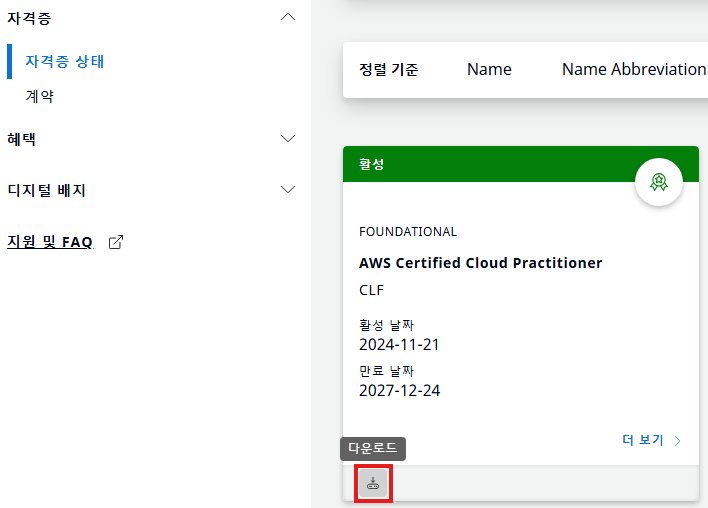 자격증
자격증 상태
계약
혜택
디지털 배지
지원 및 FAQ
정렬 기준 Name Name Abbreviation
활성
FOUNDATIONAL
AWS Certified Cloud Practitioner
CLF
활성 날짜
2024-11-21
만료 날짜
2027-12-24
더 보기
다운로드